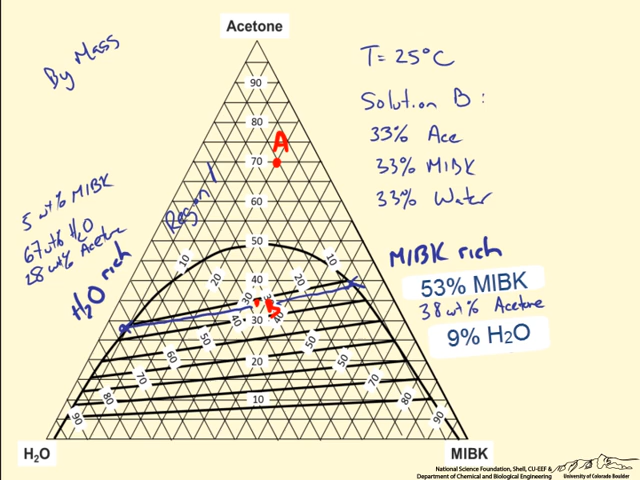 Acetone
By Mass
T = 25°C
Solution B:
33% Ace
33% MIBK
33% Water
A
Region 1
5 wt% MIBK
67 wt% H2O
28 wt% Acetone
H2O rich
MIBK rich
53% MIBK
38 wt% Acetone
9% H2O
90
80
70
60
50
40
30
20
10
10
20
30
40
50
60
70
80
90
10
20
40
50
50
60
70
80
90
H₂O
MIBK
National Science Foundation, Shell, CU-EEF &
Department of Chemical and Biological Engineering
University of Colorado Boulder